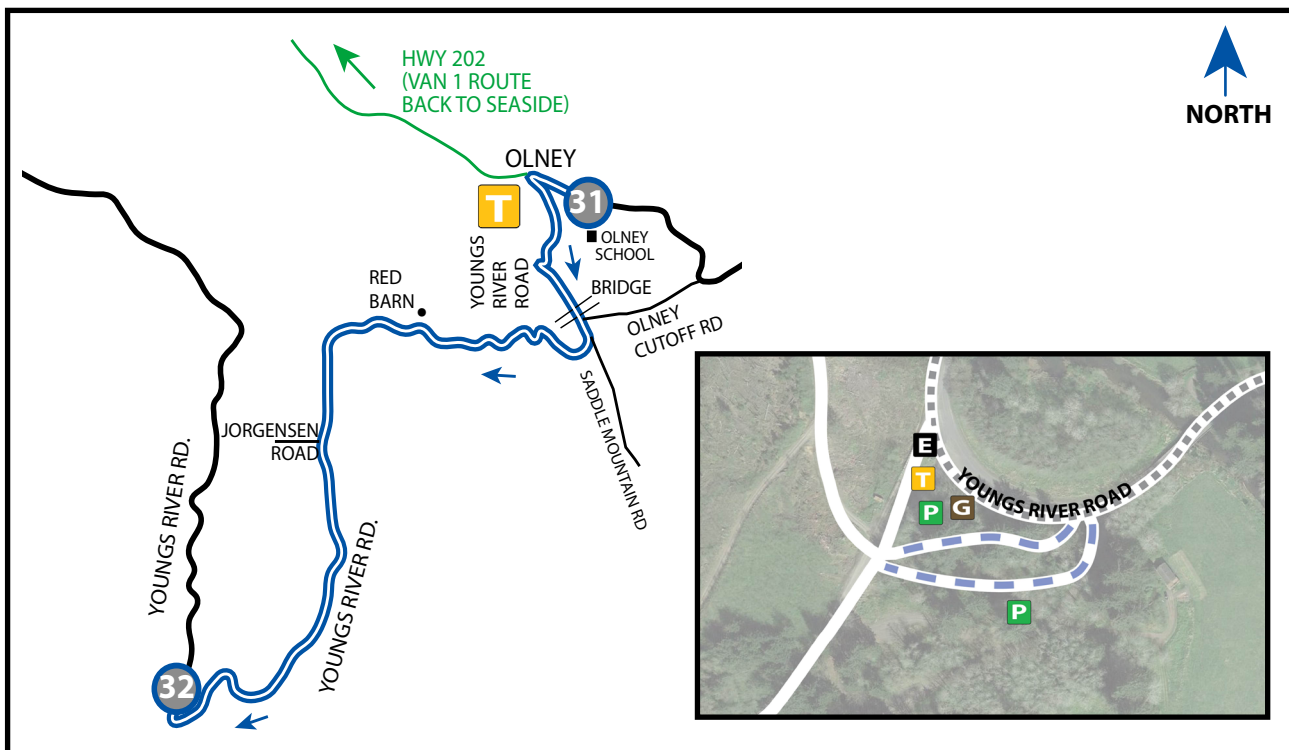 HWY 202
(VAN 1 ROUTE
BACK TO SEASIDE)
NORTH
OLNEY
T
31
OLNEY
SCHOOL
YOUNGS
RIVER
ROAD
BRIDGE
RED
BARN
OLNEY
CUTOFF RD
SADDLE MOUNTAIN RD
JORGENSEN
ROAD
YOUNGS RIVER RD.
YOUNGS RIVER RD.
32
E
T
P
G
YOUNGS RIVER ROAD
P